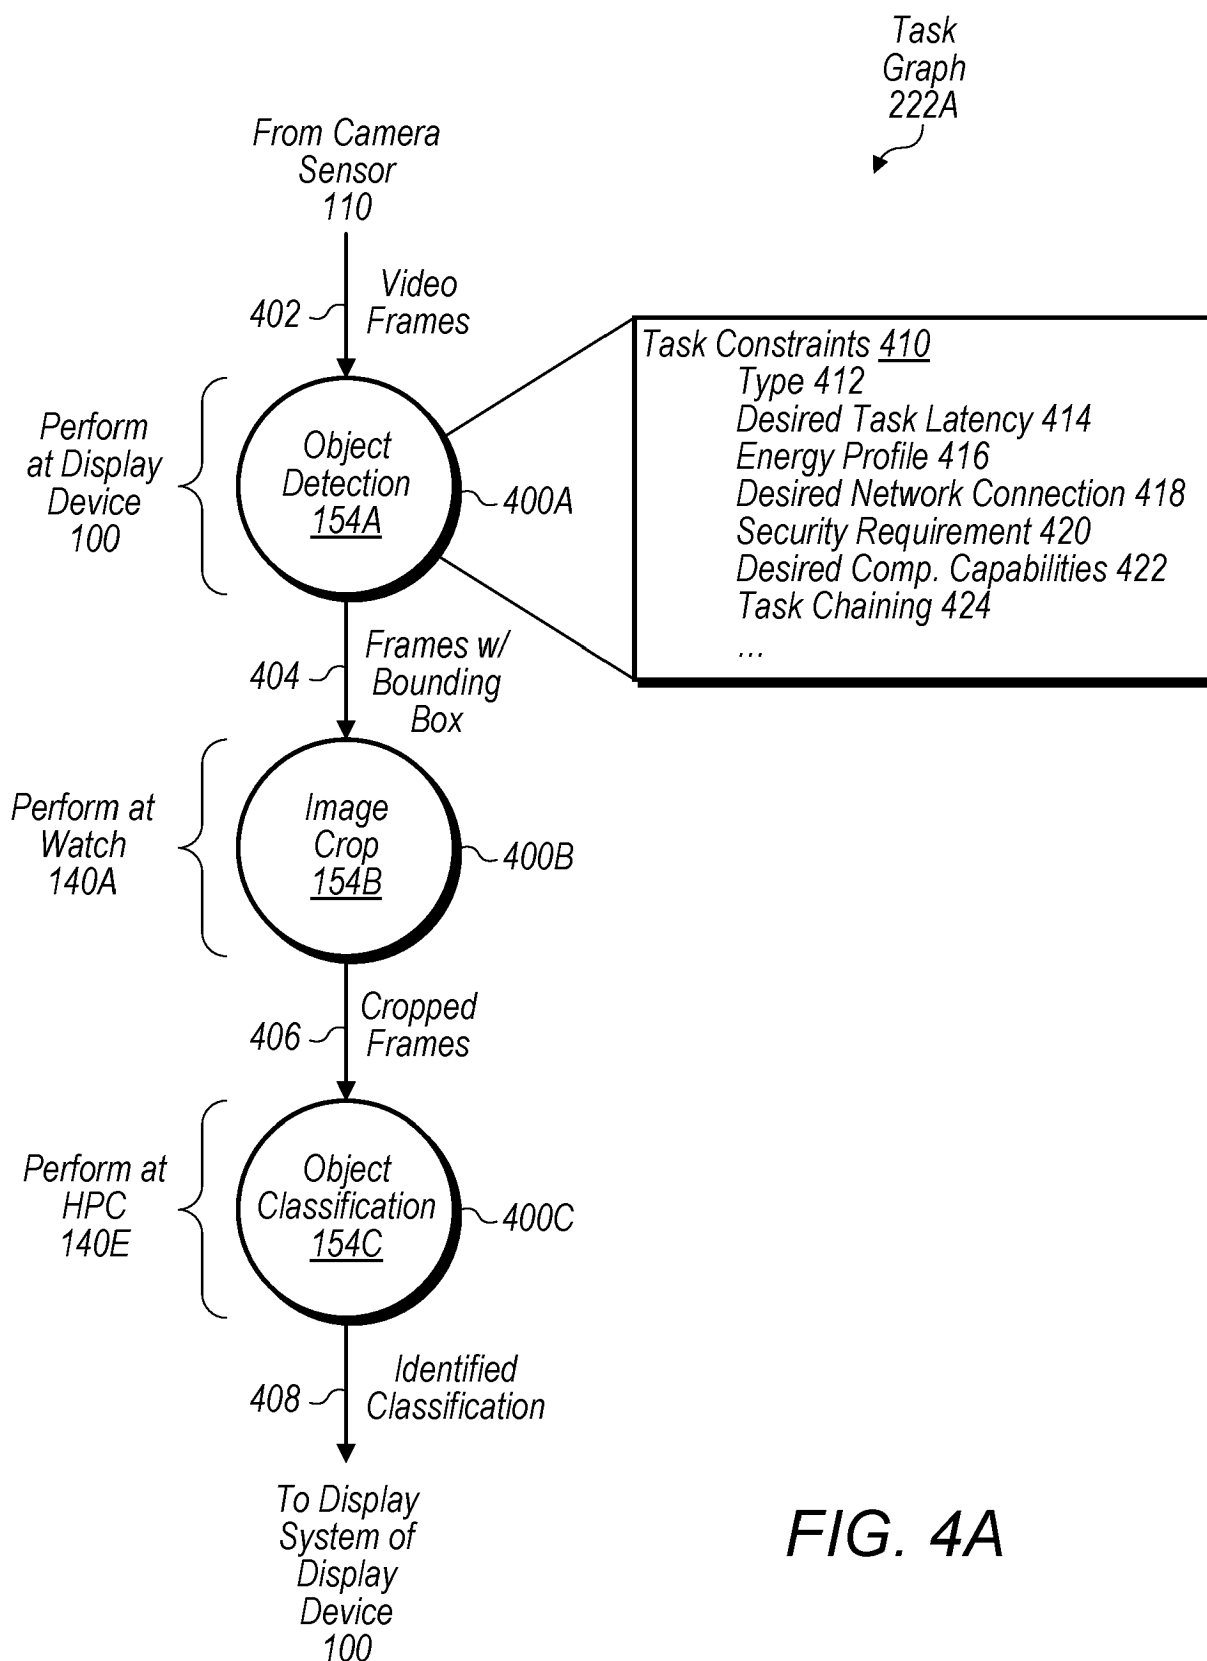 Task
Graph
222A
From Camera
Sensor
110
402
Video
Frames
Perform
at Display
Device
100
Object
Detection
154A
400A
Task Constraints 410
Type 412
Desired Task Latency 414
Energy Profile 416
Desired Network Connection 418
Security Requirement 420
Desired Comp. Capabilities 422
Task Chaining 424
...
404
Frames w/
Bounding
Box
Perform at
Watch
140A
Image
Crop
154B
400B
406
Cropped
Frames
Perform at
HPC
140E
Object
Classification
154C
400C
408
Identified
Classification
To Display
System of
Display
Device
100
FIG. 4A